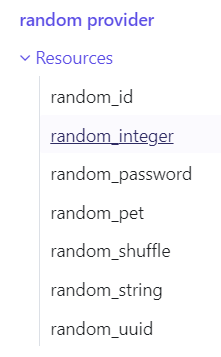 random provider
Resources
random_id
random_integer
random_password
random_pet
random_shuffle
random_string
random_uuid